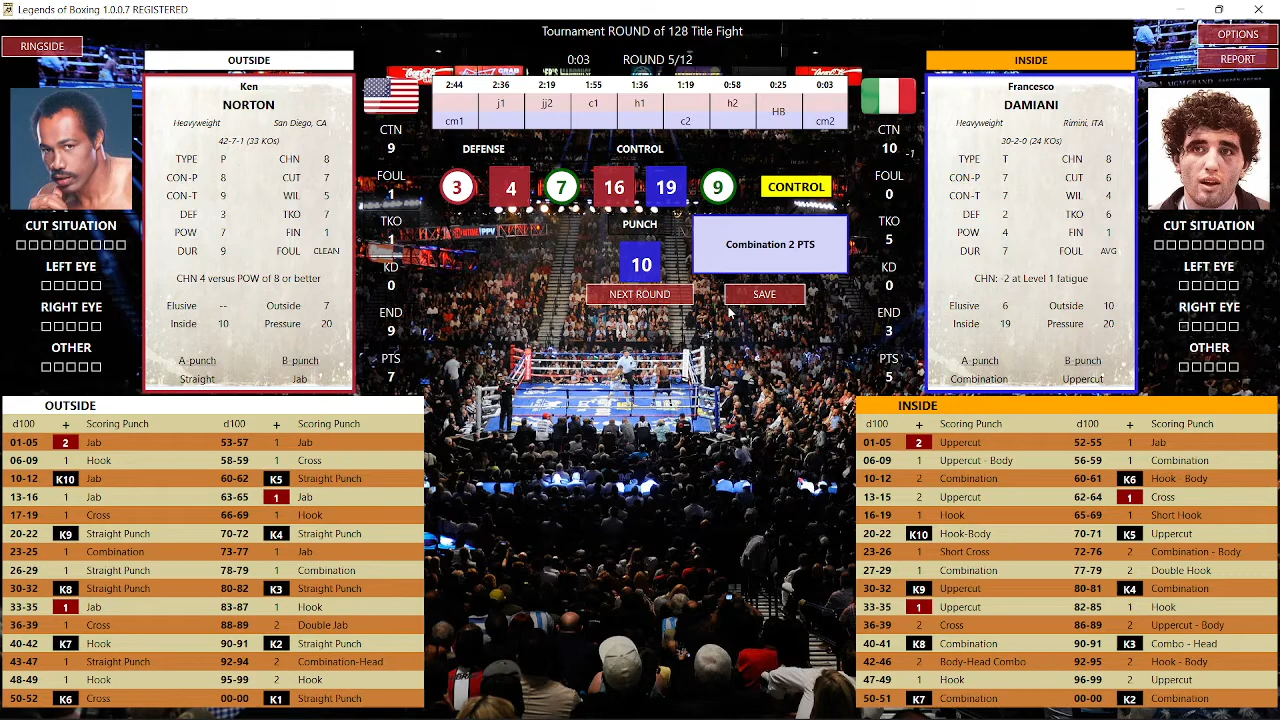 Legends of Boxing 1.0.0.7 REGISTERED
Tournament ROUND of 128 Title Fight
RINGSIDE
OPTIONS
REPORT
0:03 ROUND 5/12
OUTSIDE
Ken
NORTON
Heavyweight San Diego, CA
42-7-1 (23 KOs)
TYPE P CHN 8
CON-P 8 CUT 7
CON-T 9 WIL 5
DEF 3 TKO 7
POW 7 FIN 1
DUR FOUL CLEAN
CHN 4 versus POW of 8 or better
Elusive -- Outside 7
Inside 10 Pressure 20
A-punch B-punch
Straight Jab
CUT SITUATION
LEFT EYE
RIGHT EYE
OTHER
CTN
9
FOUL
1
TKO
1
KD
0
END
9
PTS
7
2:44 2:36 2:19 1:55 1:36 1:19 0:58 0:25 0:03
j1 jj2 c1 h1 h2
HB
cm1 c2 cm2
DEFENSE CONTROL
3 4 7 16 19 9 CONTROL
PUNCH
10
Combination 2 PTS
NEXT ROUND SAVE
CTN
10
-1
FOUL
0
TKO
5
KD
0
END
3
PTS
5
INSIDE
Francesco
DAMIANI
Heavyweight Rimini, ITA
30-2-0 (24 KOs)
TYPE T CHN 8
CON-P 7 CUT 6
DEF 2 TKO 3
CHN 2 at Level 1 fatigue
Elusive 6 Outside 10
Inside 19 Pressure 20
A-punch B-punch
Combination Uppercut
CUT SITUATION
LEFT EYE
RIGHT EYE
OTHER
OUTSIDE
d100 + Scoring Punch d100 + Scoring Punch
01-05 2 Jab 53-57 1 Jab
06-09 1 Hook 58-59 1 Cross
10-12 K10 Jab 60-62 K5 Straight Punch
13-16 1 Jab 63-65 1 Jab
17-19 1 Cross 66-69 1 Hook
20-22 K9 Straight Punch 70-72 K4 Straight Punch
23-25 1 Combination 73-77 1 Jab
26-29 1 Straight Punch 78-79 1 Combination
30-32 K8 Straight Punch 80-82 K3 Straight Punch
33-35 1 Jab 83-87 1 Hook
36-39 1 Cross 88-89 2 Double Jab
40-42 K7 Hook 90-91 K2 Straight Punch
43-47 1 Straight Punch 92-94 2 Combination-Head
48-49 1 Hook 95-99 2 Hook
50-52 K6 Cross 00-00 K1 Straight Punch
INSIDE
d100 + Scoring Punch d100 + Scoring Punch
01-05 2 Uppercut 52-55 1 Jab
06-09 1 Uppercut - Body 56-59 1 Combination
10-12 2 Combination 60-61 K6 Hook - Body
13-15 2 Uppercut 62-64 1 Cross
16-19 1 Hook 65-69 1 Short Hook
20-22 K10 Hook-Body 70-71 K5 Uppercut
23-26 1 Short Cross 72-76 2 Combination - Body
27-29 1 Combination 77-79 2 Double Hook
30-32 K9 Uppercut 80-81 K4 Combination
33-35 1 Uppercut 82-85 1 Hook
36-39 2 Cross 86-89 2 Uppercut - Body
40-41 K8 Combination 90-91 K3 Combo - Head
42-46 2 Body-Head Combo 92-95 2 Hook - Body
47-49 1 Hook 96-99 2 Uppercut
50-51 K7 Combination 00-00 K2 Combination